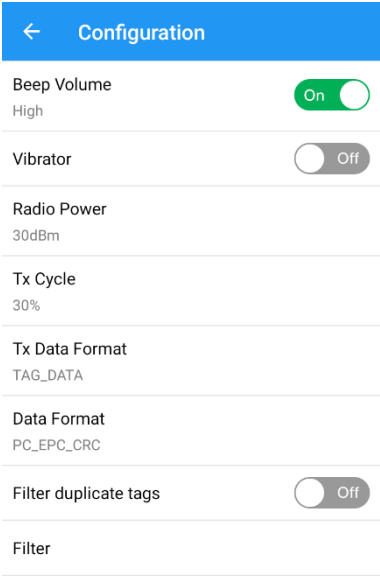 Configuration
Beep Volume
On
High
Vibrator
Off
Radio Power
30dBm
Tx Cycle
30%
Tx Data Format
TAG_DATA
Data Format
PC_EPC_CRC
Filter duplicate tags
Off
Filter